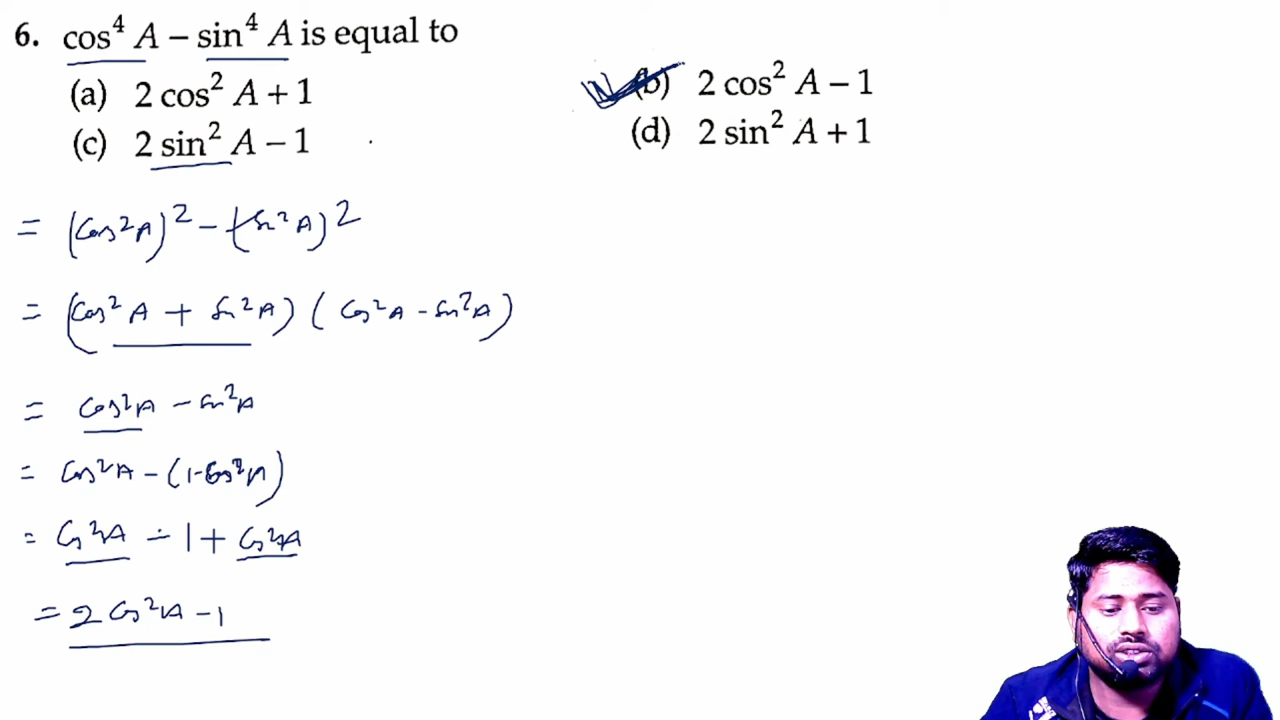 6. cos⁴ A − sin⁴ A is equal to
(a) 2 cos² A + 1
(b) 2 cos² A − 1
(c) 2 sin² A − 1
(d) 2 sin² A + 1
= (cos²A)² − (sin²A)²
= (cos²A + sin²A) (cos²A − sin²A)
= cos²A − sin²A
= cos²A − (1 − cos²A)
= cos²A − 1 + cos²A
= 2 cos²A − 1